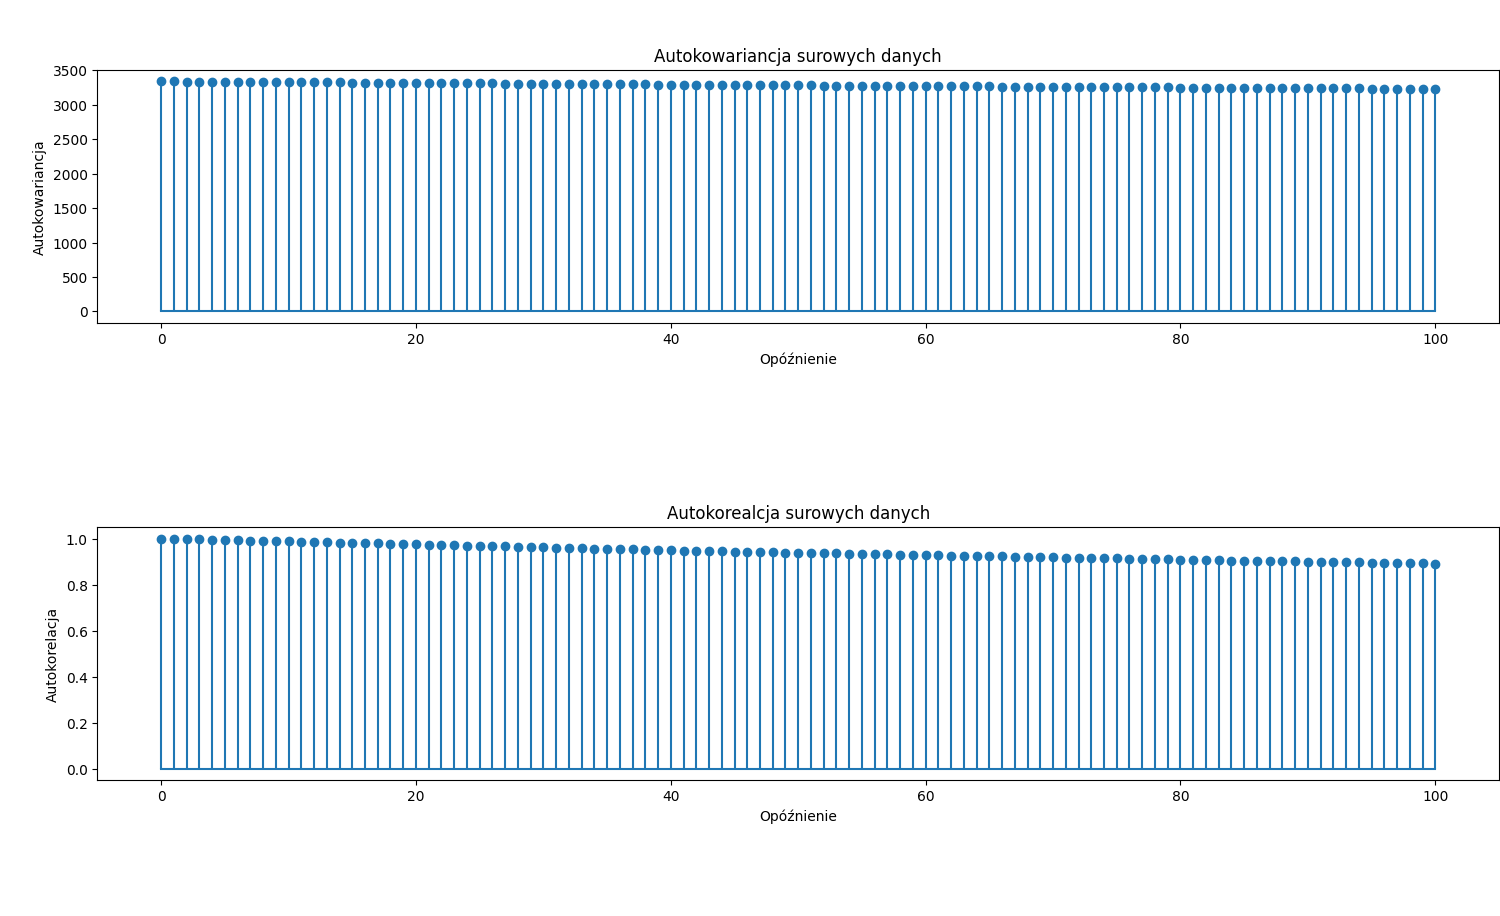 Autokowariancja surowych danych
3500
3000
2500
2000
1500
1000
500
0
Autokowariancja
0 20 40 60 80 100
Opóźnienie
Autokorealcja surowych danych
1.0
0.8
0.6
0.4
0.2
0.0
Autokorelacja
0 20 40 60 80 100
Opóźnienie